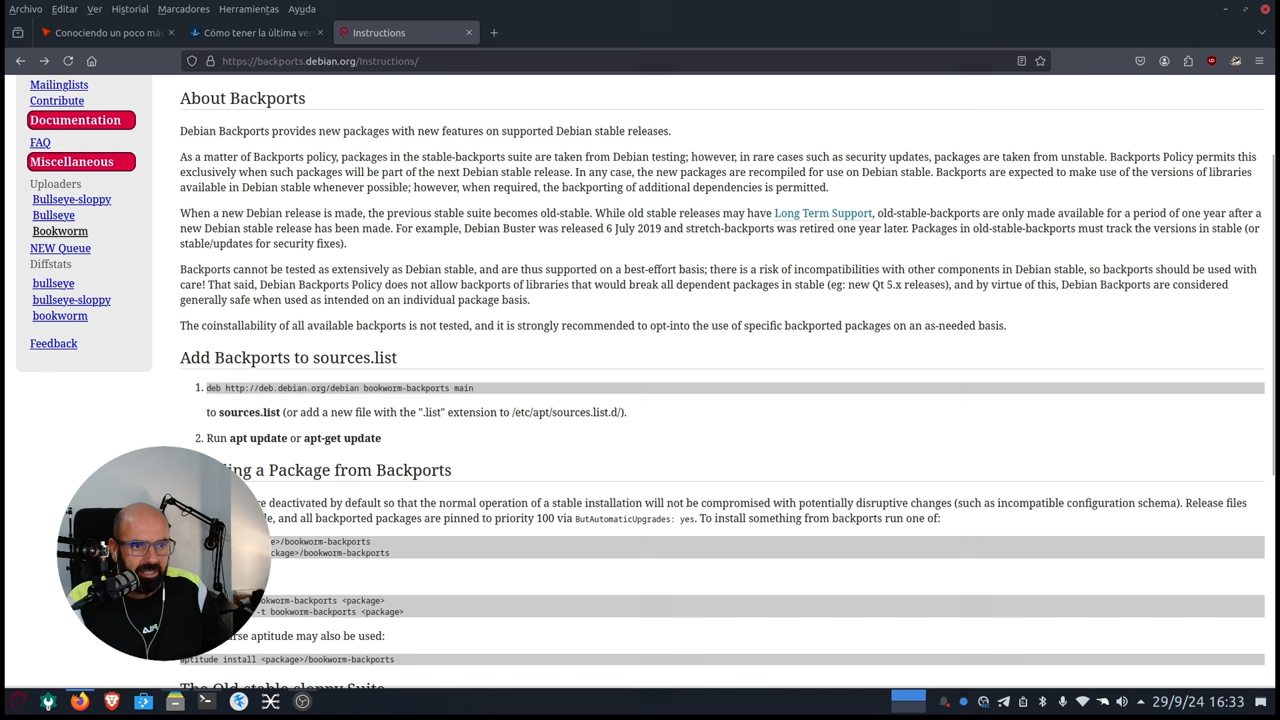 Archivo Editar Ver Historial Marcadores Herramientas Ayuda
Conociendo un poco más
Cómo tener la última ver
Instructions
https://backports.debian.org/Instructions/
Mailinglists
Contribute
Documentation
FAQ
Miscellaneous
Uploaders
Bullseye-sloppy
Bullseye
Bookworm
NEW Queue
Diffstats
bullseye
bullseye-sloppy
bookworm
Feedback
About Backports
Debian Backports provides new packages with new features on supported Debian stable releases.
As a matter of Backports policy, packages in the stable-backports suite are taken from Debian testing; however, in rare cases such as security updates, packages are taken from unstable. Backports Policy permits this
exclusively when such packages will be part of the next Debian stable release. In any case, the new packages are recompiled for use on Debian stable. Backports are expected to make use of the versions of libraries
available in Debian stable whenever possible; however, when required, the backporting of additional dependencies is permitted.
When a new Debian release is made, the previous stable suite becomes old-stable. While old stable releases may have Long Term Support, old-stable-backports are only made available for a period of one year after a
new Debian stable release has been made. For example, Debian Buster was released 6 July 2019 and stretch-backports was retired one year later. Packages in old-stable-backports must track the versions in stable (or
stable/updates for security fixes).
Backports cannot be tested as extensively as Debian stable, and are thus supported on a best-effort basis; there is a risk of incompatibilities with other components in Debian stable, so backports should be used with
care! That said, Debian Backports Policy does not allow backports of libraries that would break all dependent packages in stable (eg: new Qt 5.x releases), and by virtue of this, Debian Backports are considered
generally safe when used as intended on an individual package basis.
The coinstallability of all available backports is not tested, and it is strongly recommended to opt-into the use of specific backported packages on an as-needed basis.
Add Backports to sources.list
1. deb http://deb.debian.org/debian bookworm-backports main
to sources.list (or add a new file with the ".list" extension to /etc/apt/sources.list.d/).
2. Run apt update or apt-get update
ing a Package from Backports
re deactivated by default so that the normal operation of a stable installation will not be compromised with potentially disruptive changes (such as incompatible configuration schema). Release files
le, and all backported packages are pinned to priority 100 via ButAutomaticUpgrades: yes. To install something from backports run one of:
ge>/bookworm-backports
ckage>/bookworm-backports
ookworm-backports <package>
-t bookworm-backports <package>
rse aptitude may also be used:
aptitude install <package>/bookworm-backports
The Old-stable-sloppy Suite
29/9/24 16:33